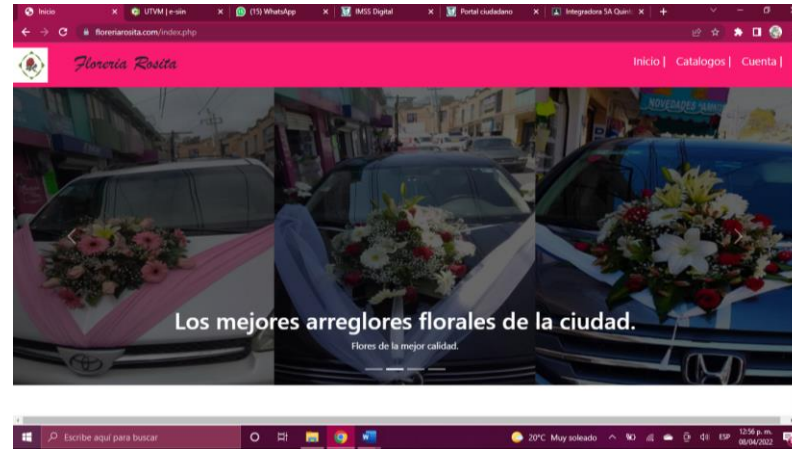 Inicio
UTVM | e-siin
(15) WhatsApp
IMSS Digital
Portal ciudadano
Integradora 5A Quint
floreriarosita.com/index.php
Floreria Rosita
Inicio | Catalogos | Cuenta |
NOVEDADES
Los mejores arreglores florales de la ciudad.
Flores de la mejor calidad.
Escribe aquí para buscar
20°C Muy soleado
ESP
12:56 p. m.
08/04/2022